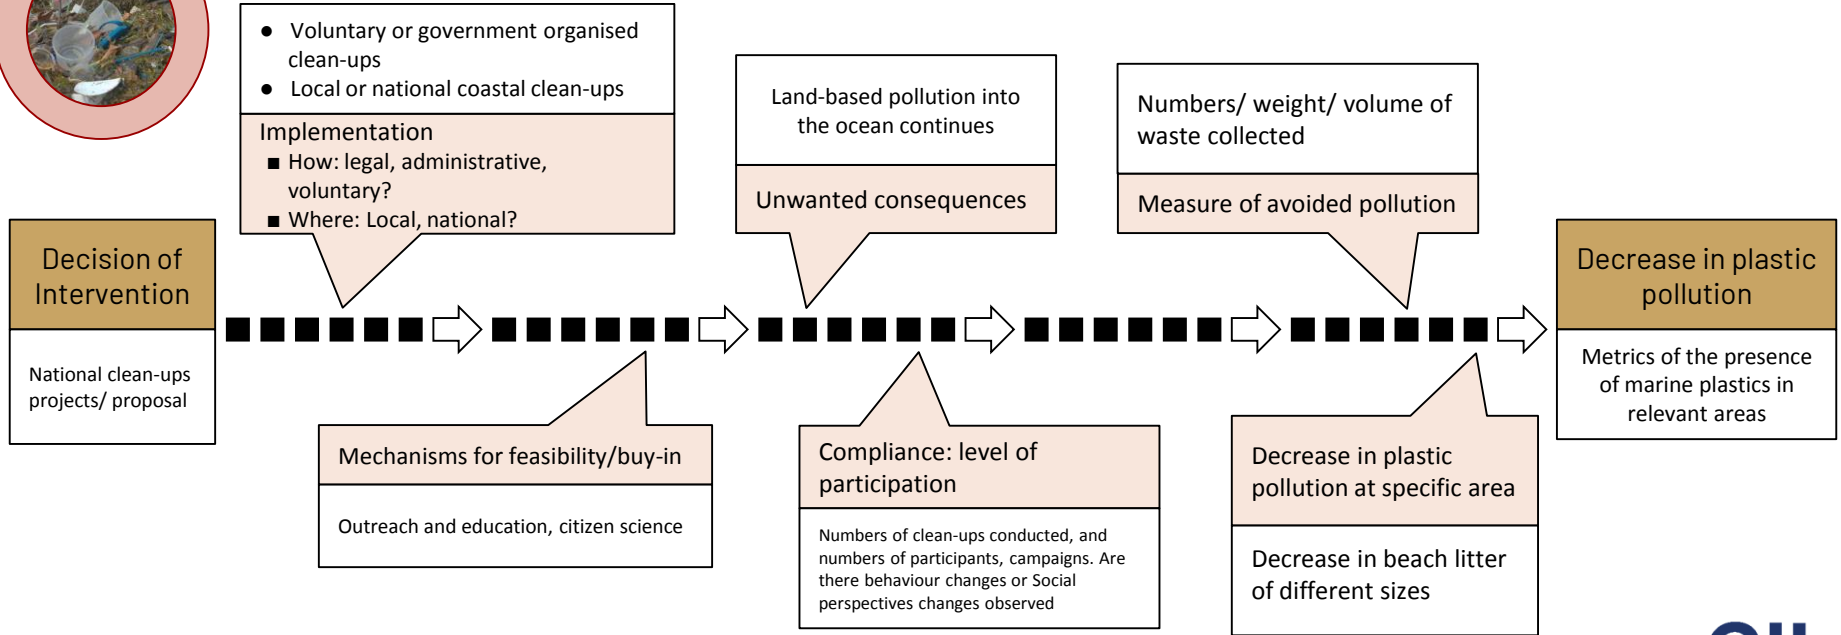 ● Voluntary or government organised
clean-ups
● Local or national coastal clean-ups
Implementation
■ How: legal, administrative,
voluntary?
■ Where: Local, national?
Land-based pollution into
the ocean continues
Unwanted consequences
Numbers/ weight/ volume of
waste collected
Measure of avoided pollution
Decision of
Intervention
National clean-ups
projects/ proposal
Decrease in plastic
pollution
Metrics of the presence
of marine plastics in
relevant areas
Mechanisms for feasibility/buy-in
Outreach and education, citizen science
Compliance: level of
participation
Numbers of clean-ups conducted, and
numbers of participants, campaigns. Are
there behaviour changes or Social
perspectives changes observed
Decrease in plastic
pollution at specific area
Decrease in beach litter
of different sizes